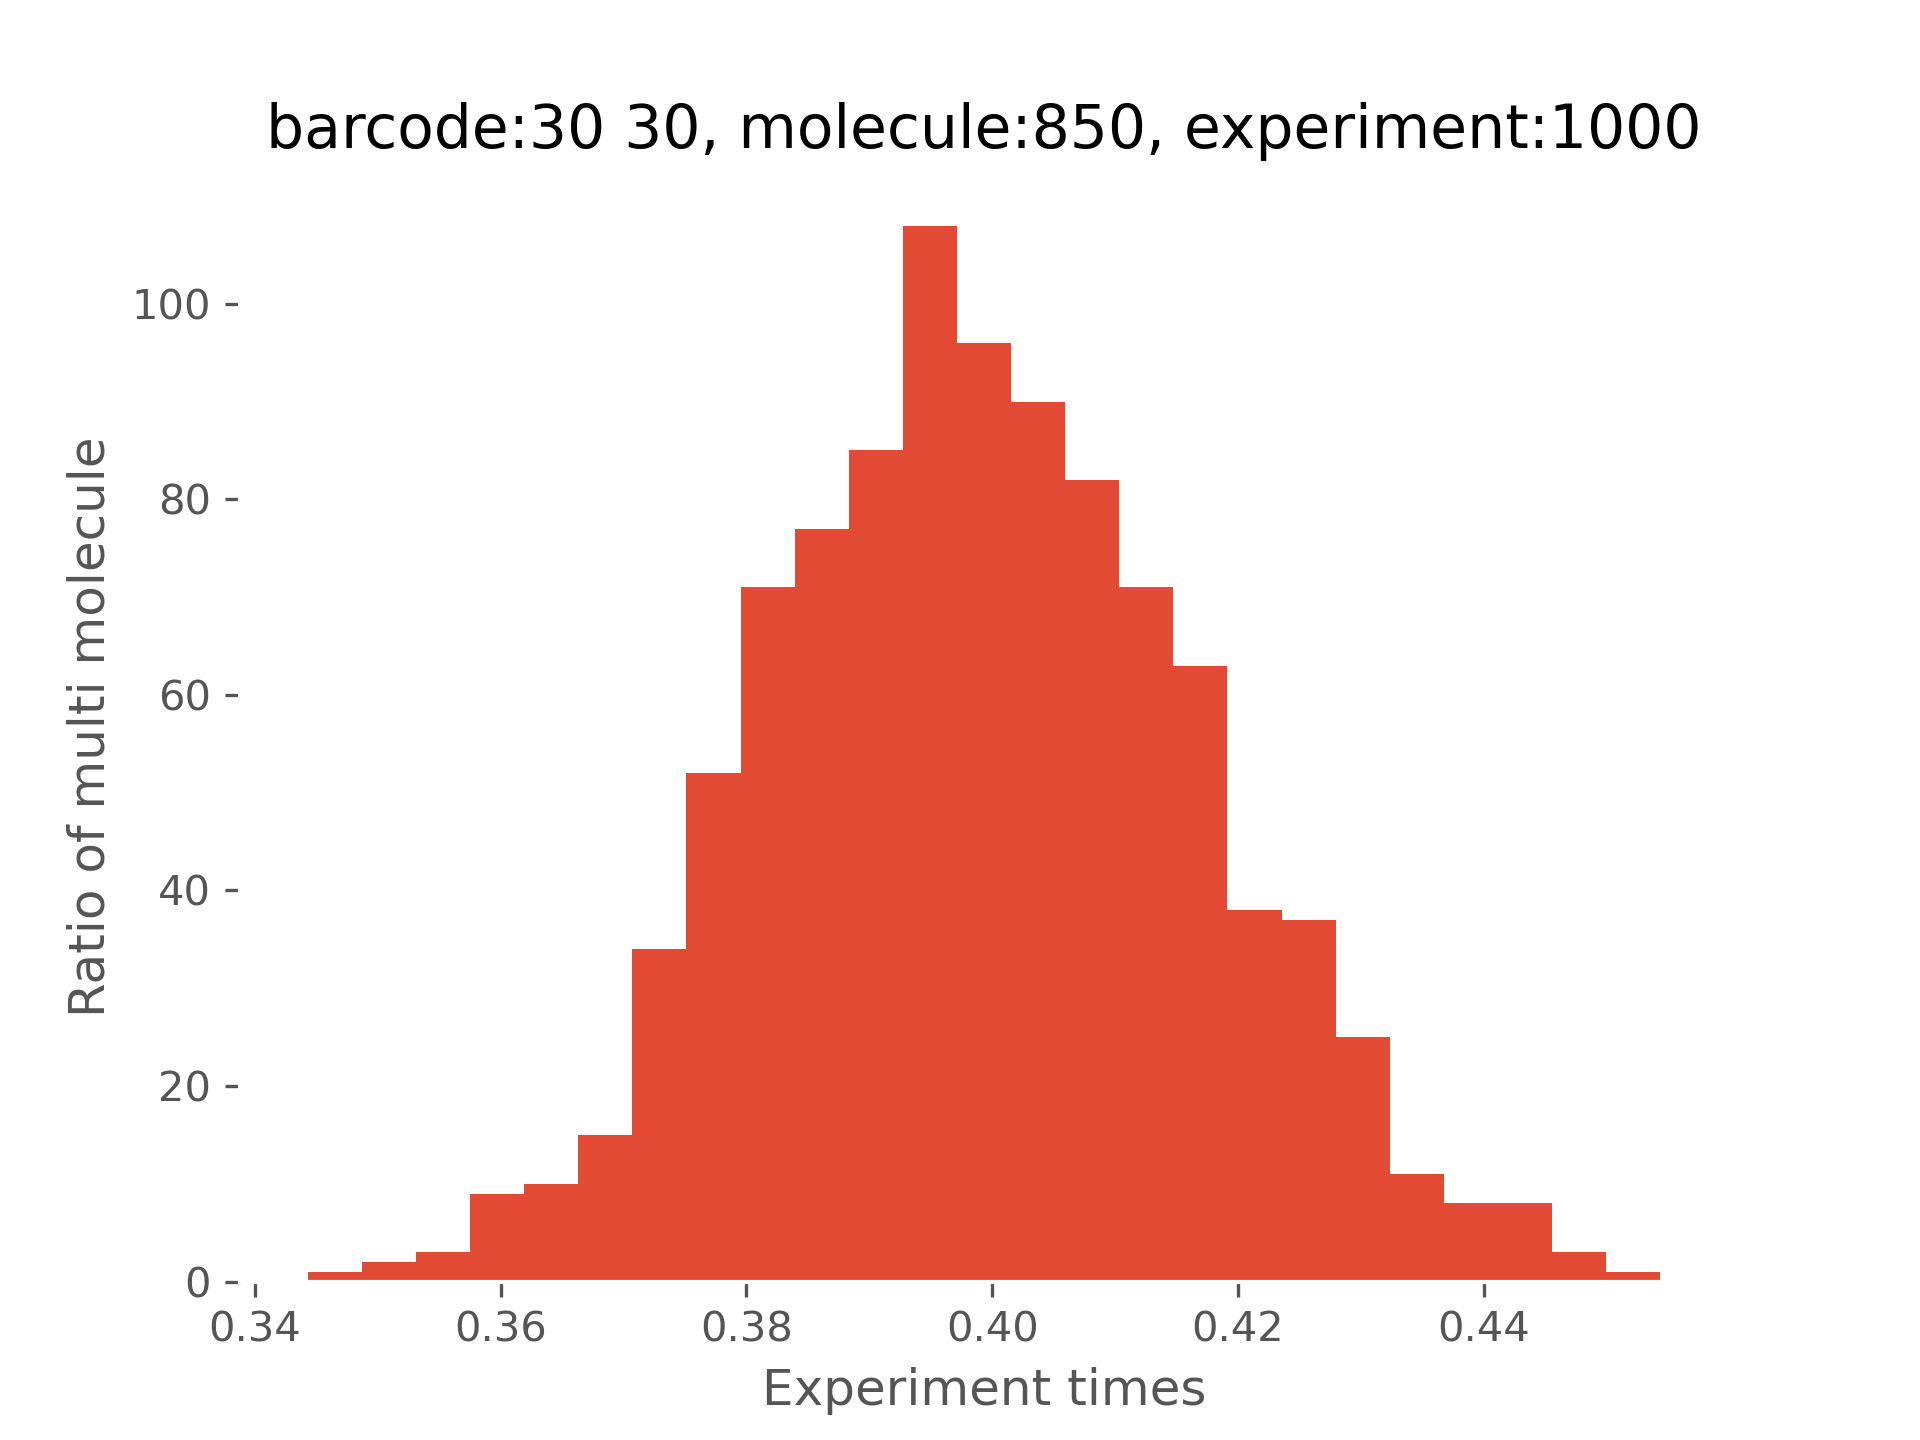 barcode:30 30, molecule:850, experiment:1000
Ratio of multi molecule
100
80
60
40
20
0
0.34 0.36 0.38 0.40 0.42 0.44
Experiment times